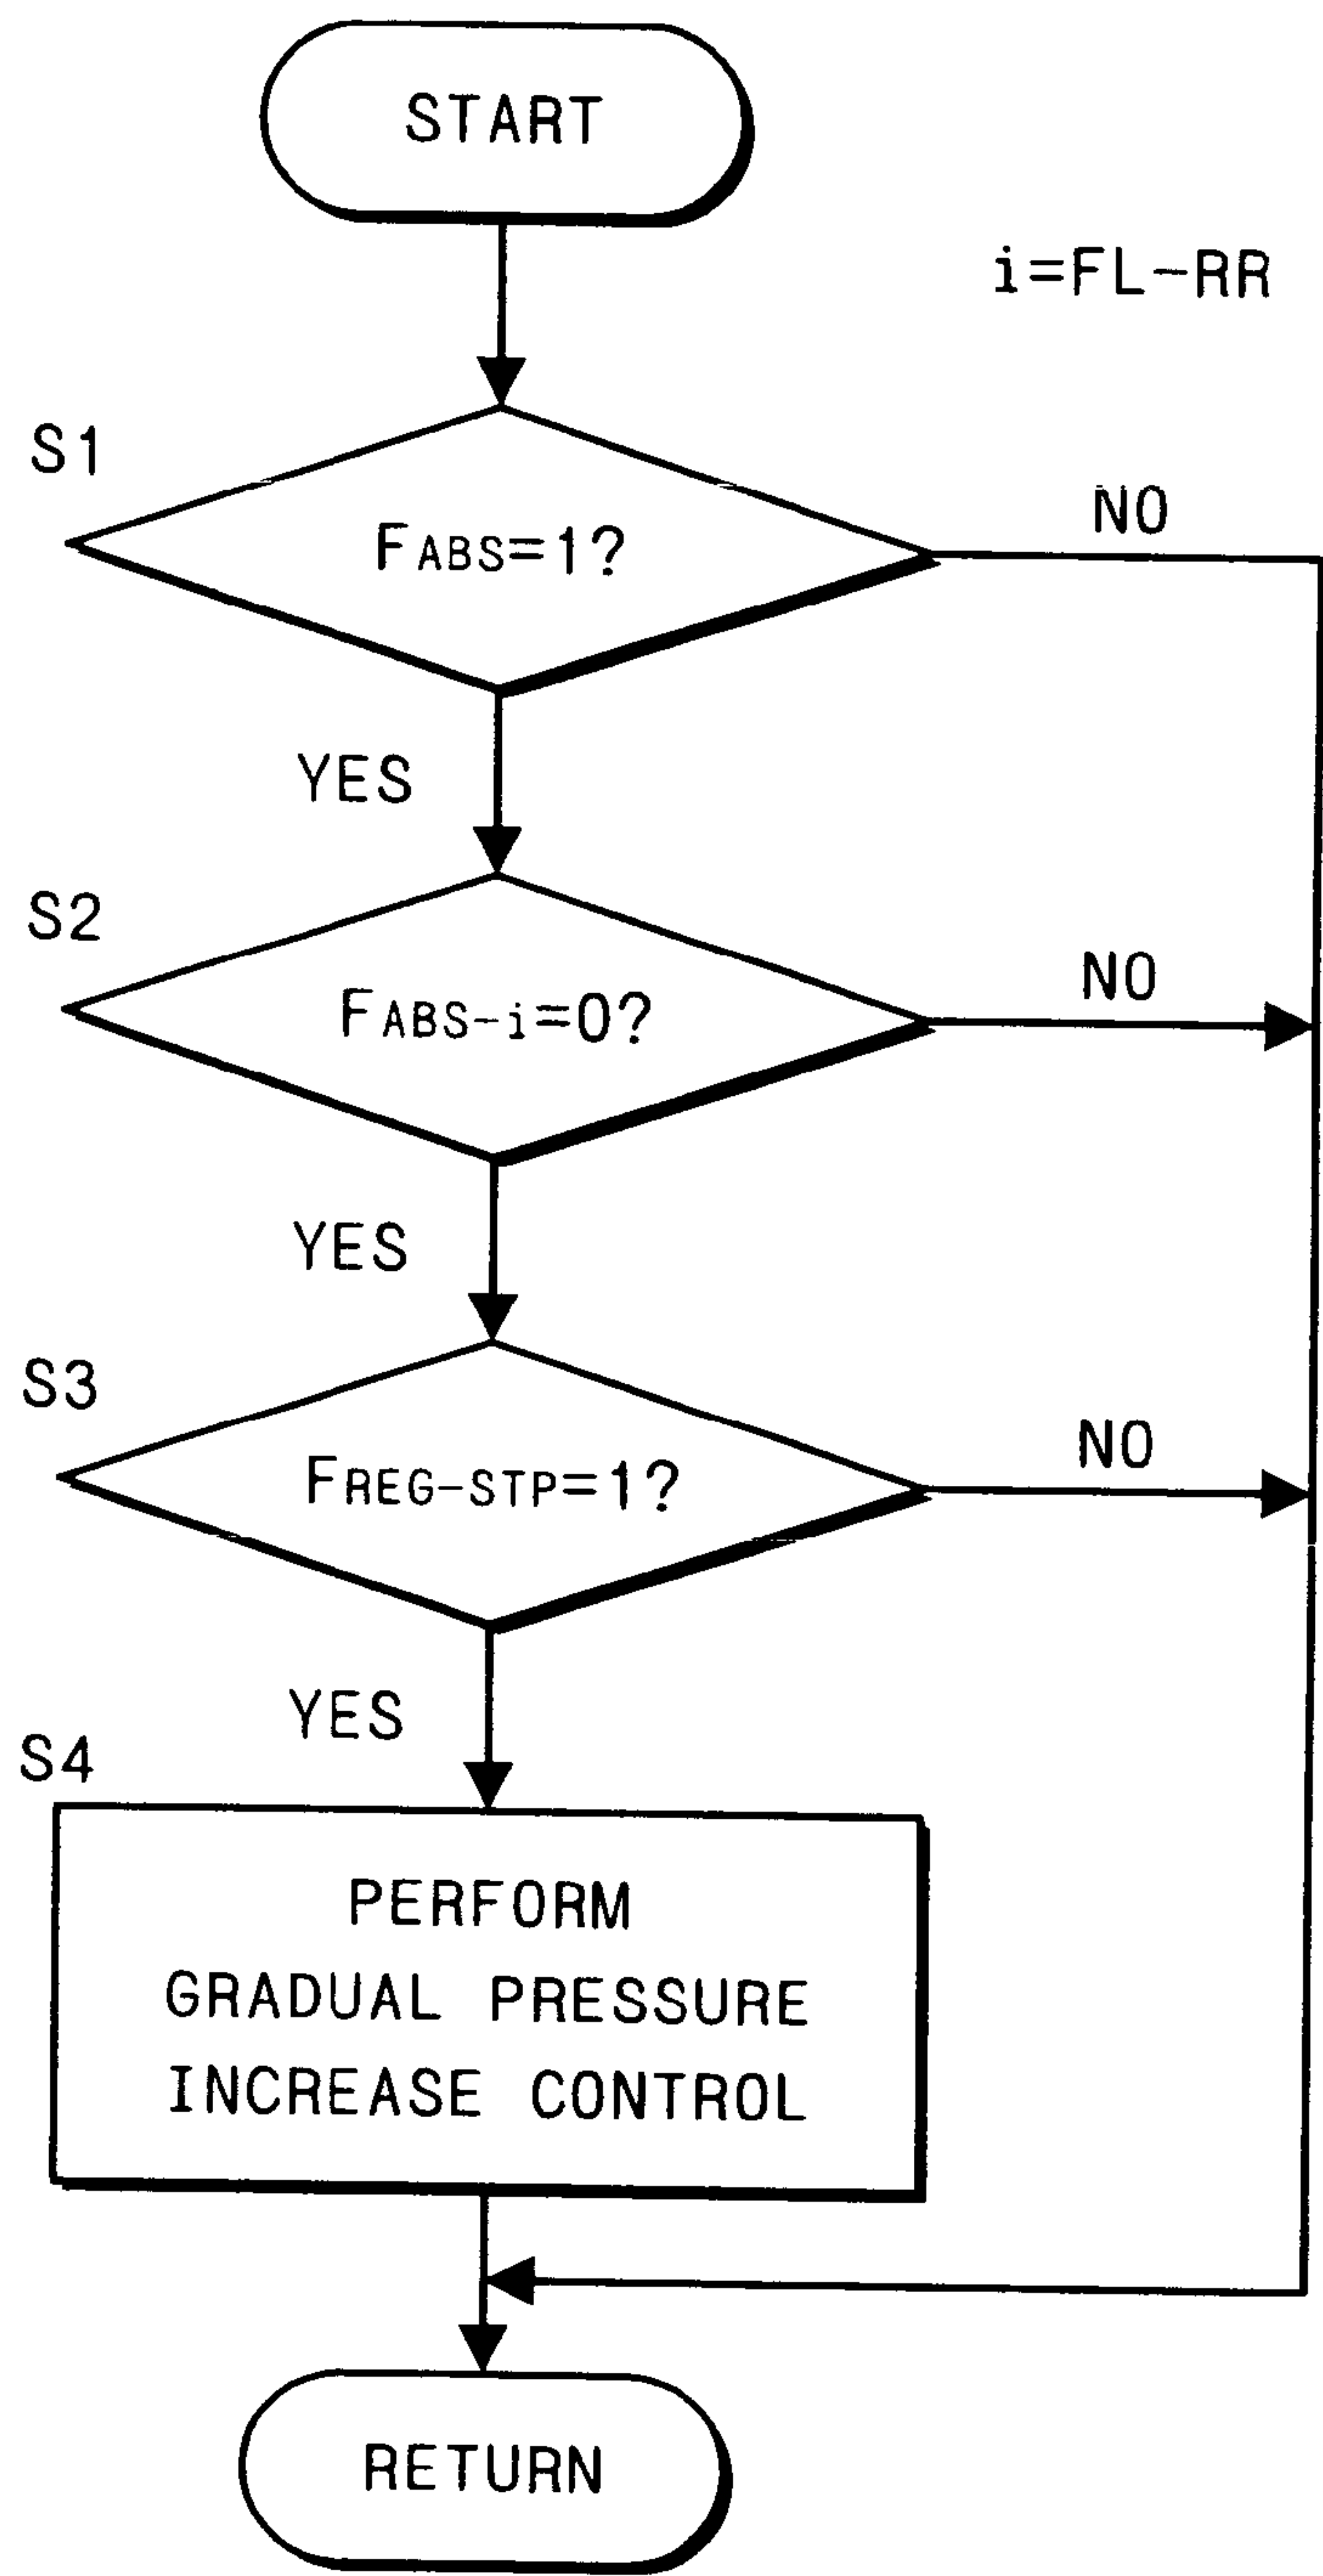 START
i=FL-RR
S1
FABS=1?
NO
YES
S2
FABS-i=0?
NO
YES
S3
FREG-STP=1?
NO
YES
S4
PERFORM
GRADUAL PRESSURE
INCREASE CONTROL
RETURN